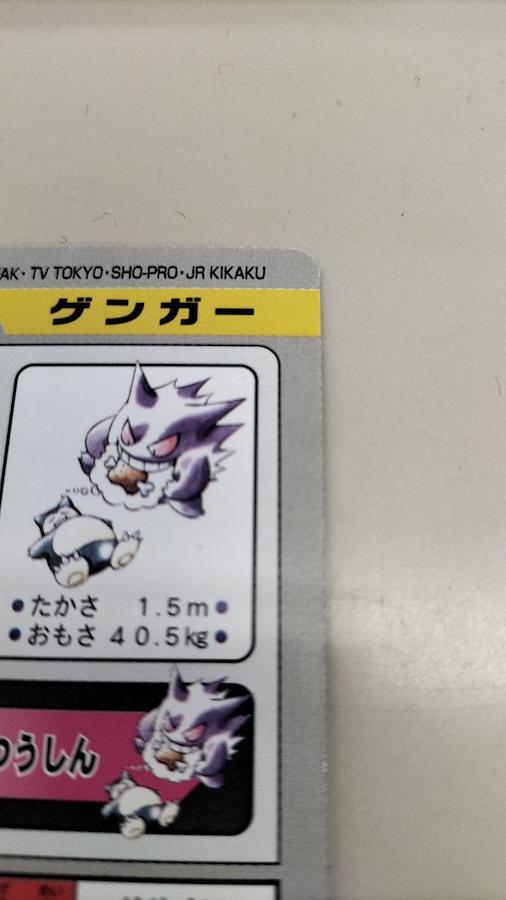 AK・TV TOKYO・SHO-PRO・JR KIKAKU
ゲンガー
●たかさ 1.5m●
●おもさ 40.5kg●
うしん